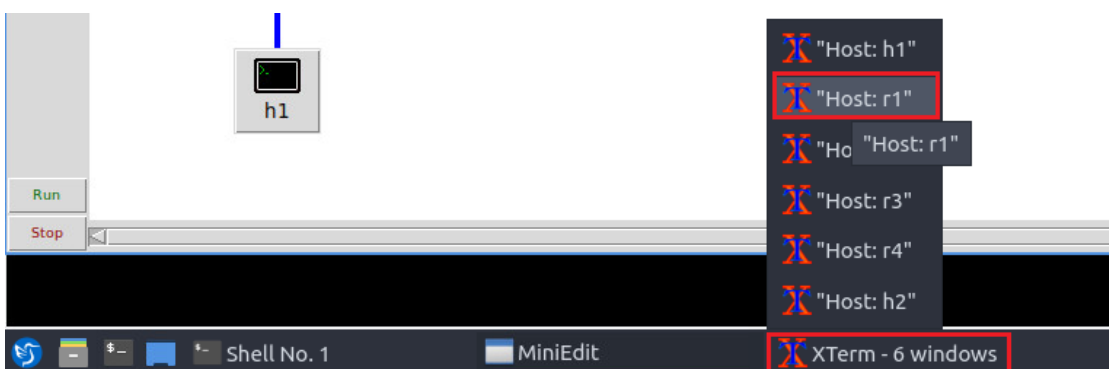 h1
Run
Stop
"Host: h1"
"Host: r1"
"Ho
"Host: r1"
"Host: r3"
"Host: r4"
"Host: h2"
Shell No. 1
MiniEdit
XTerm - 6 windows